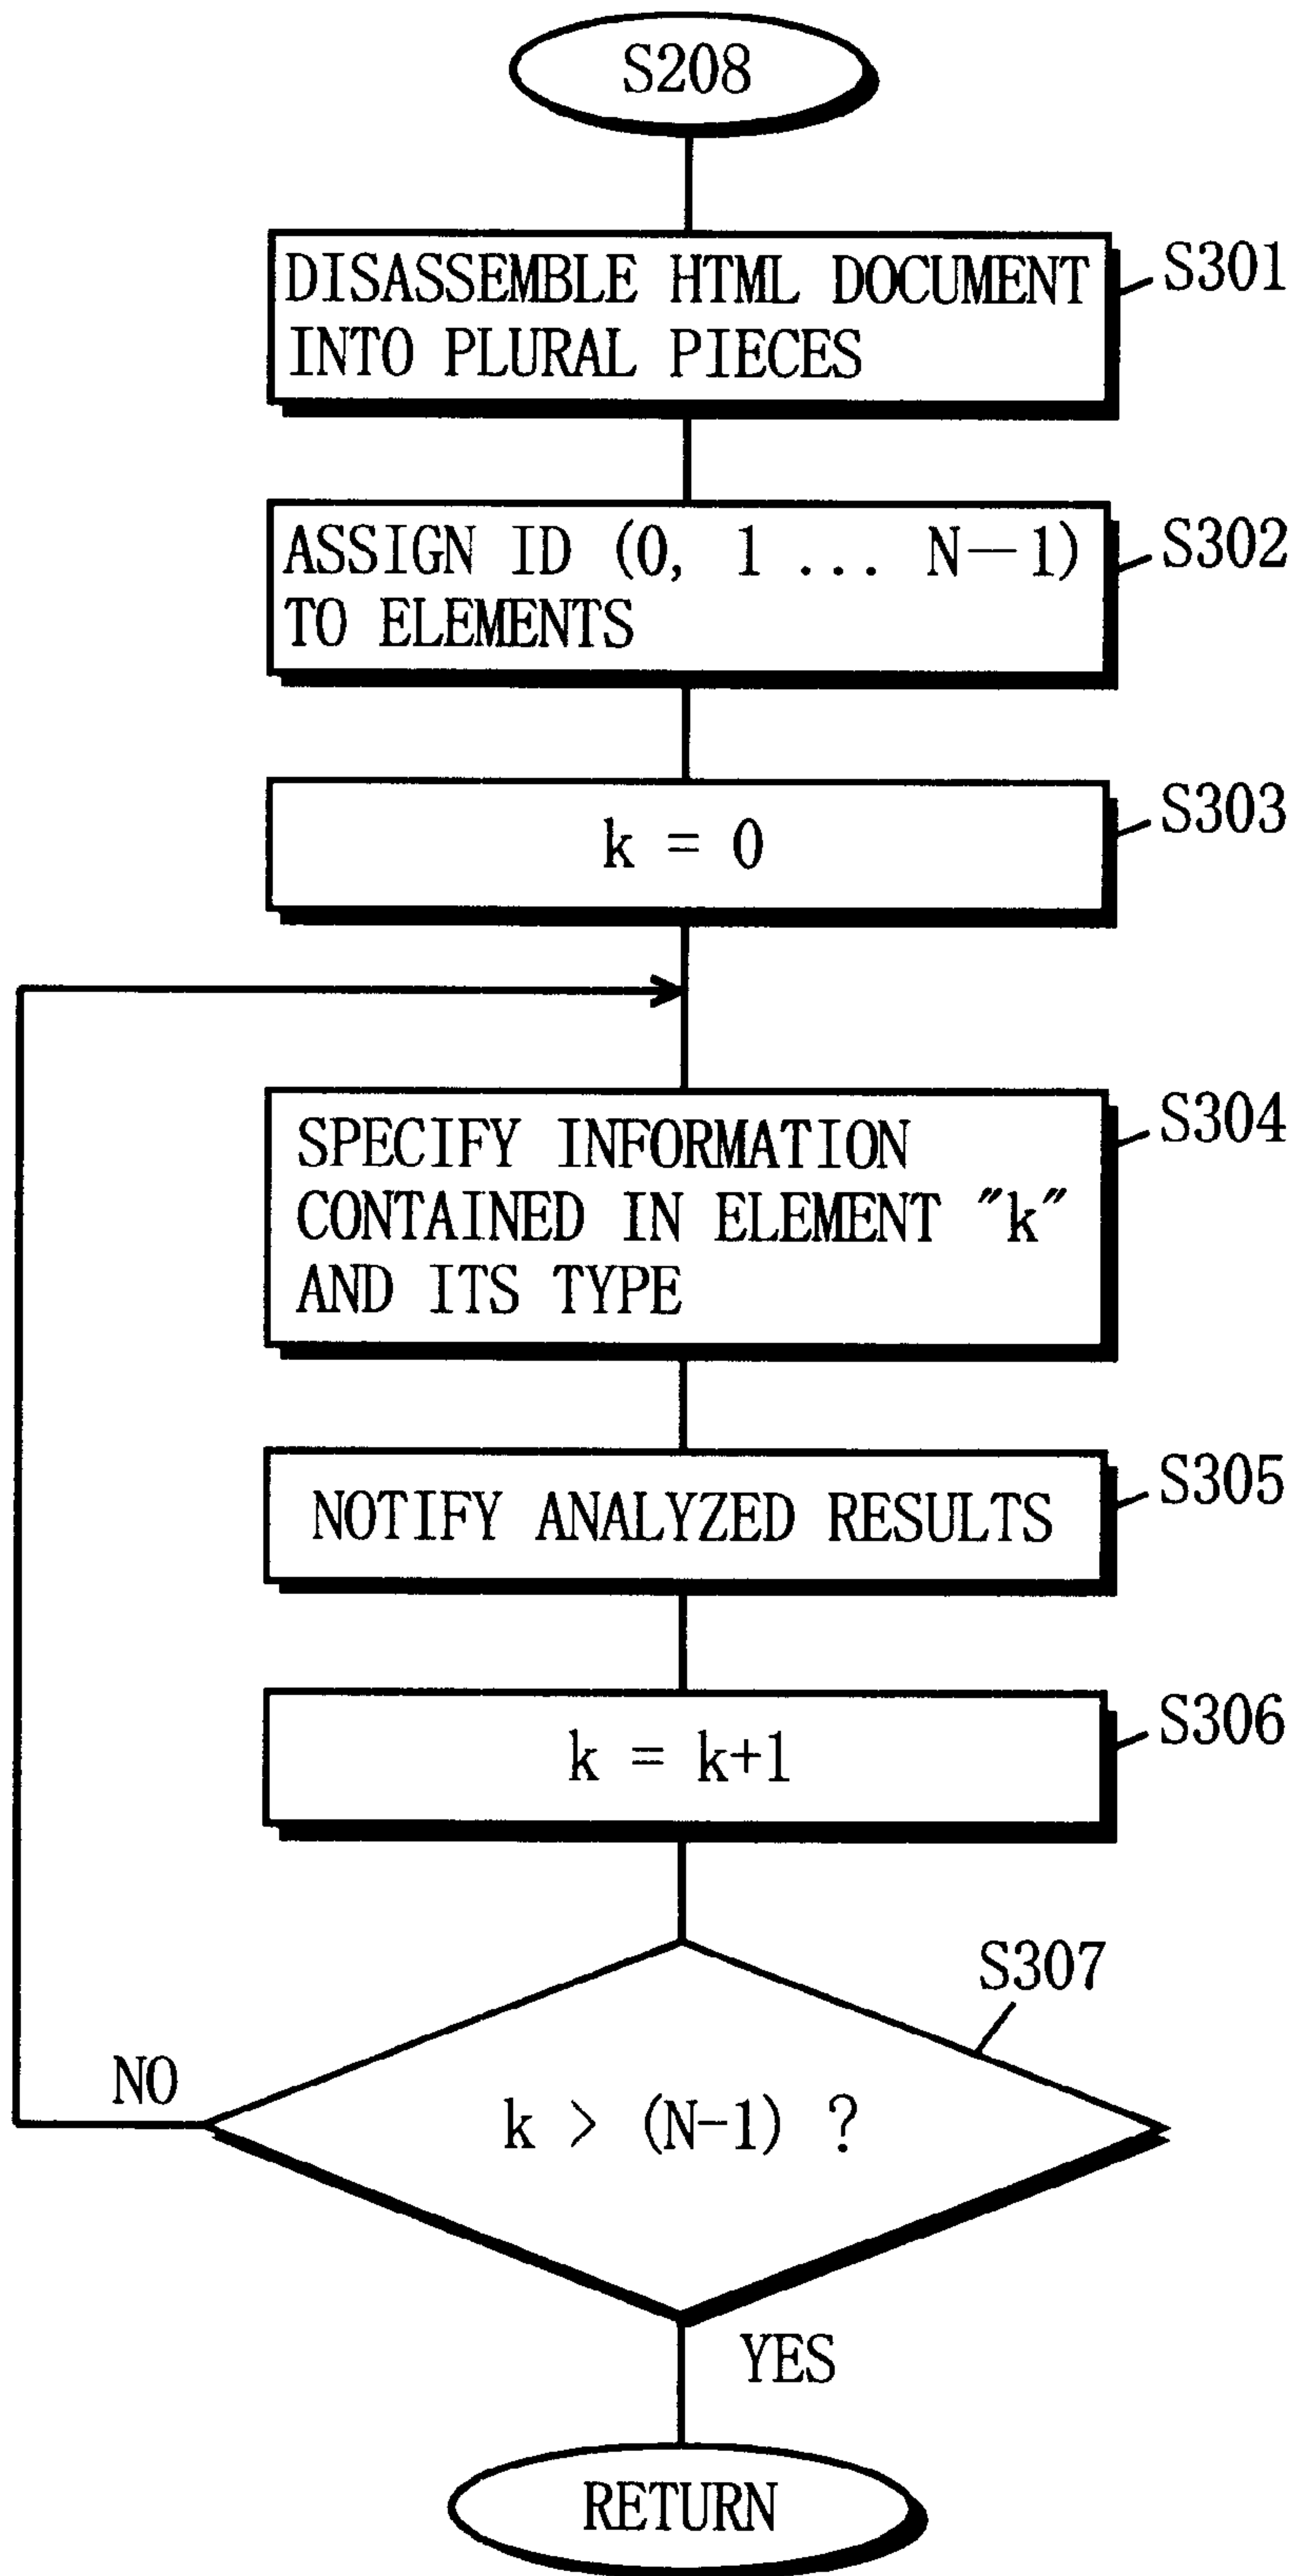 S208
DISASSEMBLE HTML DOCUMENT
INTO PLURAL PIECES
S301
ASSIGN ID (0, 1 ... N—1)
TO ELEMENTS
S302
k = 0
S303
SPECIFY INFORMATION
CONTAINED IN ELEMENT "k"
AND ITS TYPE
S304
NOTIFY ANALYZED RESULTS
S305
k = k+1
S306
S307
k > (N-1) ?
NO
YES
RETURN